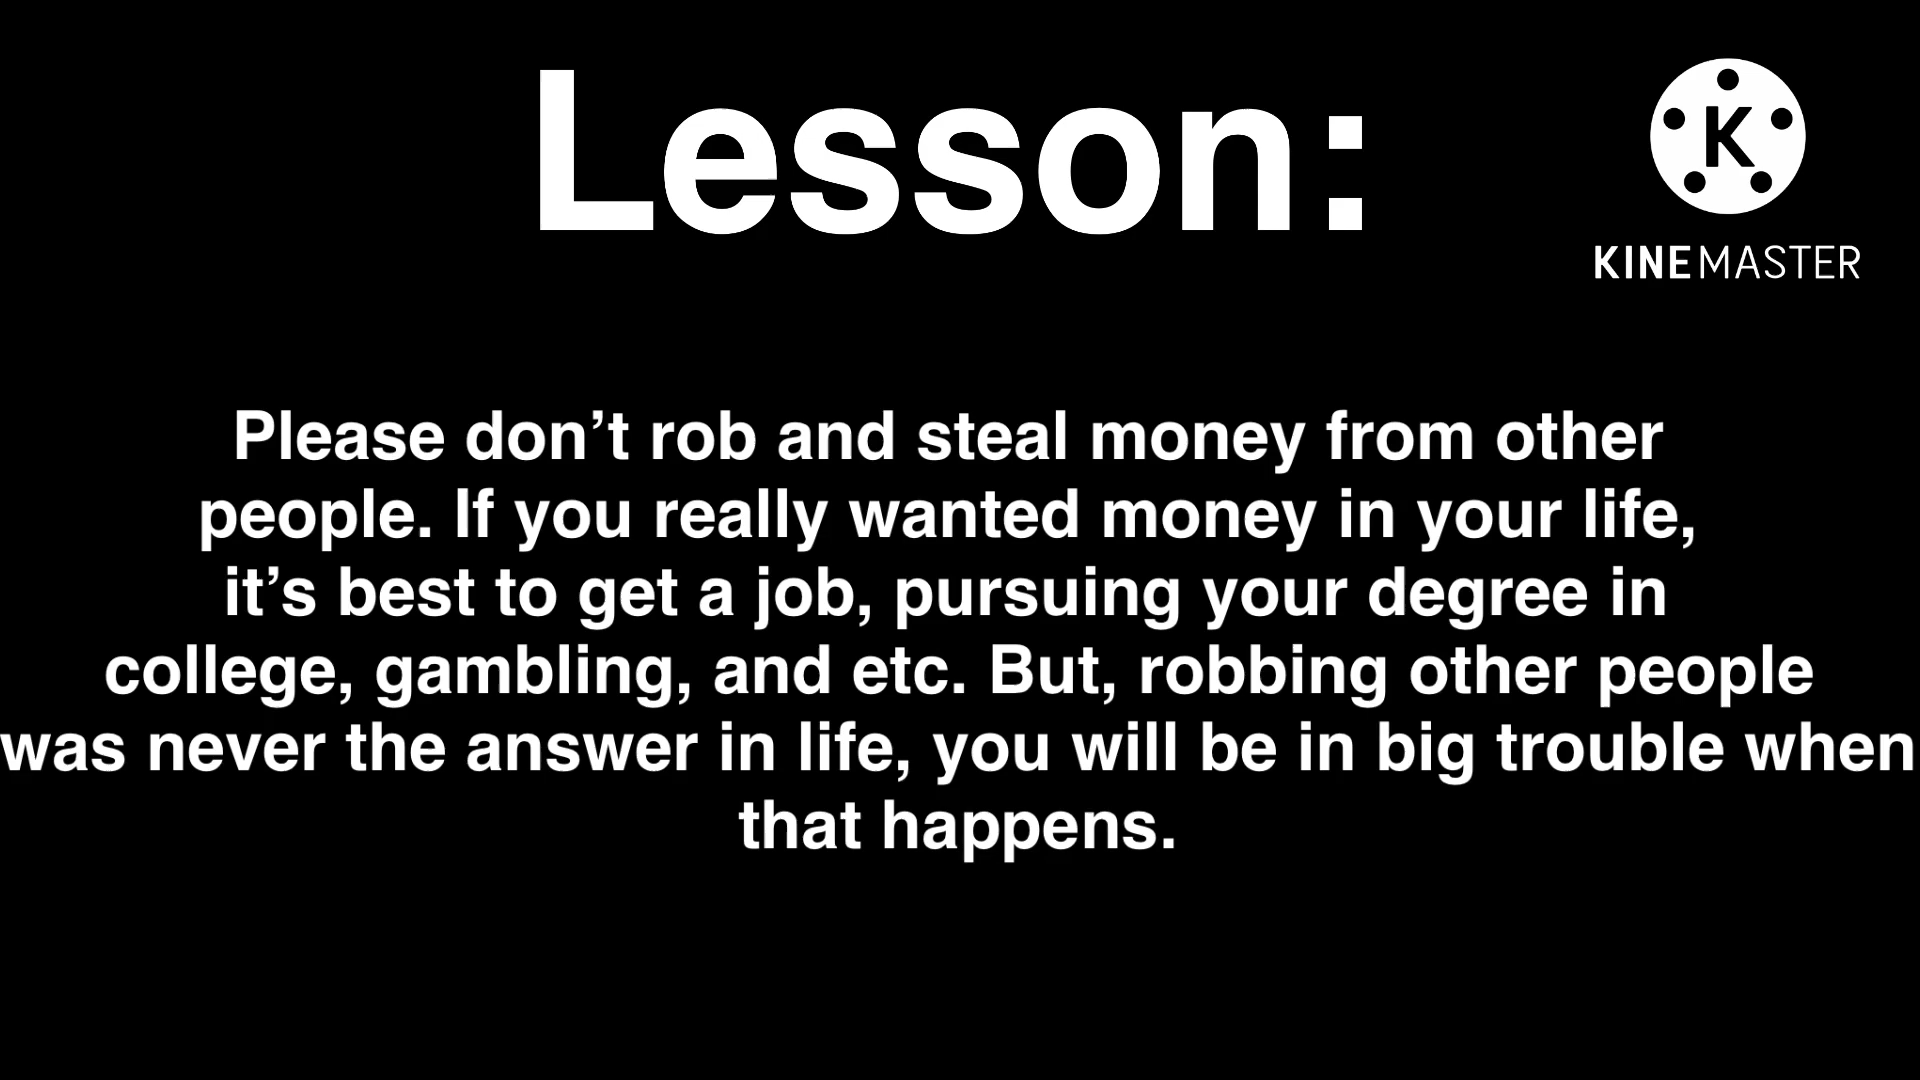 Lesson:
K
KINEMASTER
Please don’t rob and steal money from other
people. If you really wanted money in your life,
it’s best to get a job, pursuing your degree in
college, gambling, and etc. But, robbing other people
was never the answer in life, you will be in big trouble when
that happens.